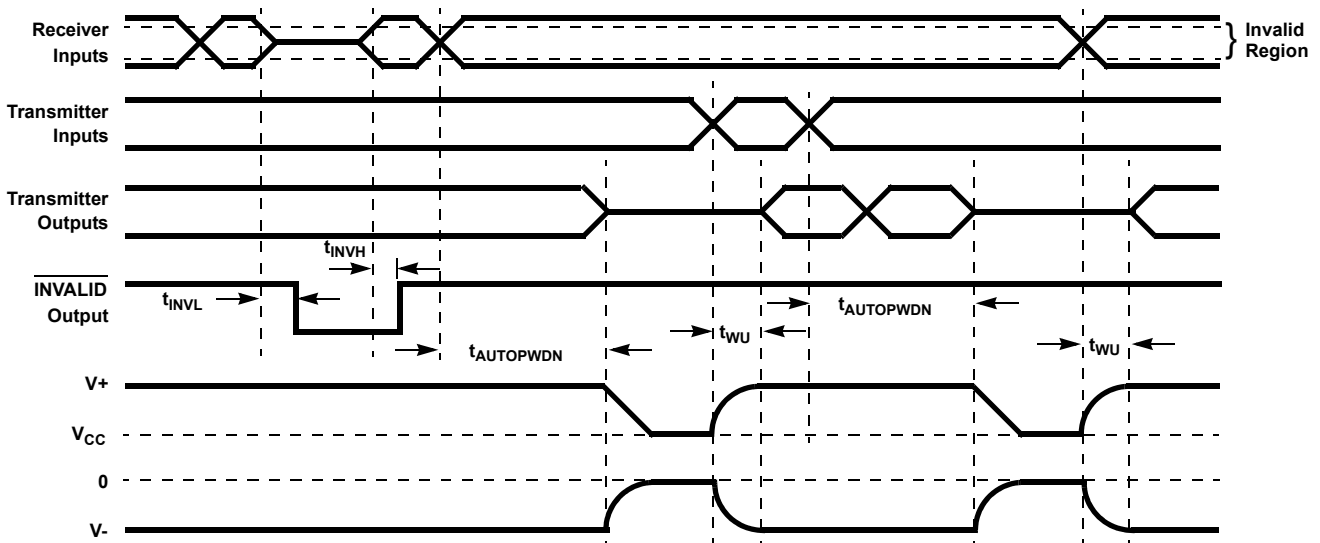 Receiver
Inputs
} Invalid
Region
Transmitter
Inputs
Transmitter
Outputs
tINVH
INVALID
Output
tINVL
tAUTOPWDN
tWU
tAUTOPWDN
tWU
V+
VCC
0
V-